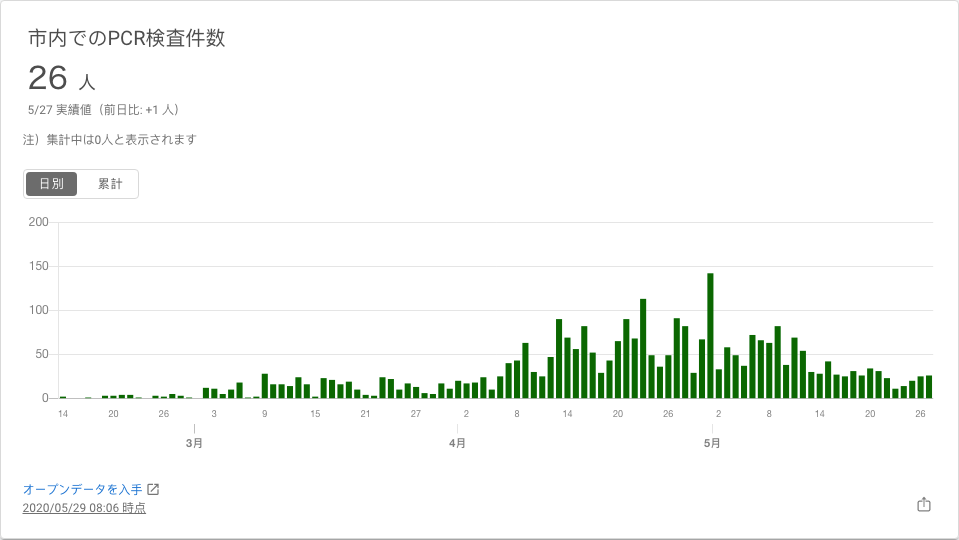 市内でのPCR検査件数
26 人
5/27 実績値（前日比: +1 人）
注）集計中は0人と表示されます
日別 累計
200
150
100
50
0
14 20 26 3 9 15 21 27 2 8 14 20 26 2 8 14 20 26
3月 4月 5月
オープンデータを入手
2020/05/29 08:06 時点